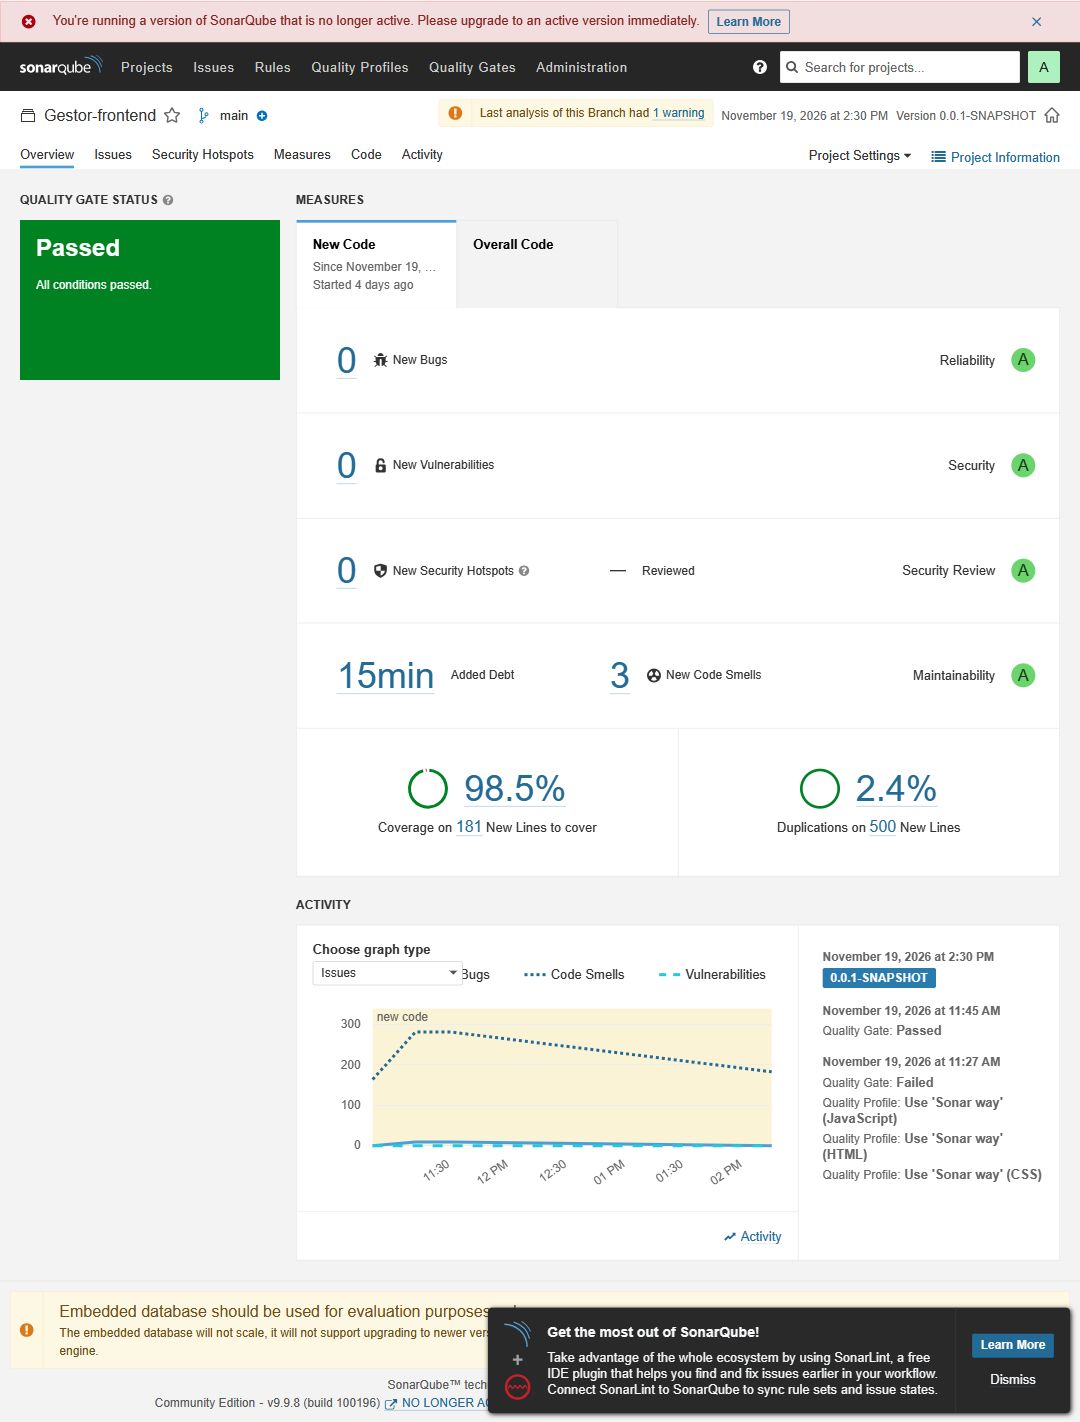 You're running a version of SonarQube that is no longer active. Please upgrade to an active version immediately. Learn More
sonarqube Projects Issues Rules Quality Profiles Quality Gates Administration Search for projects... A
Gestor-frontend main Last analysis of this Branch had 1 warning November 19, 2026 at 2:30 PM Version 0.0.1-SNAPSHOT
Overview Issues Security Hotspots Measures Code Activity Project Settings Project Information
QUALITY GATE STATUS
Passed
All conditions passed.
MEASURES
New Code
Since November 19, ...
Started 4 days ago
Overall Code
0 New Bugs Reliability A
0 New Vulnerabilities Security A
0 New Security Hotspots — Reviewed Security Review A
15min Added Debt 3 New Code Smells Maintainability A
98.5%
Coverage on 181 New Lines to cover
2.4%
Duplications on 500 New Lines
ACTIVITY
Choose graph type
Issues Bugs Code Smells Vulnerabilities
new code
300
200
100
0
11:30 12 PM 12:30 01 PM 01:30 02 PM
Activity
November 19, 2026 at 2:30 PM
0.0.1-SNAPSHOT
November 19, 2026 at 11:45 AM
Quality Gate: Passed
November 19, 2026 at 11:27 AM
Quality Gate: Failed
Quality Profile: Use 'Sonar way'
(JavaScript)
Quality Profile: Use 'Sonar way'
(HTML)
Quality Profile: Use 'Sonar way' (CSS)
Embedded database should be used for evaluation purposes
The embedded database will not scale, it will not support upgrading to newer
engine.
SonarQube™
Community Edition - v9.9.8 (build 100196) NO LONGER
Get the most out of SonarQube!
Take advantage of the whole ecosystem by using SonarLint, a free
IDE plugin that helps you find and fix issues earlier in your workflow.
Connect SonarLint to SonarQube to sync rule sets and issue states.
Learn More
Dismiss